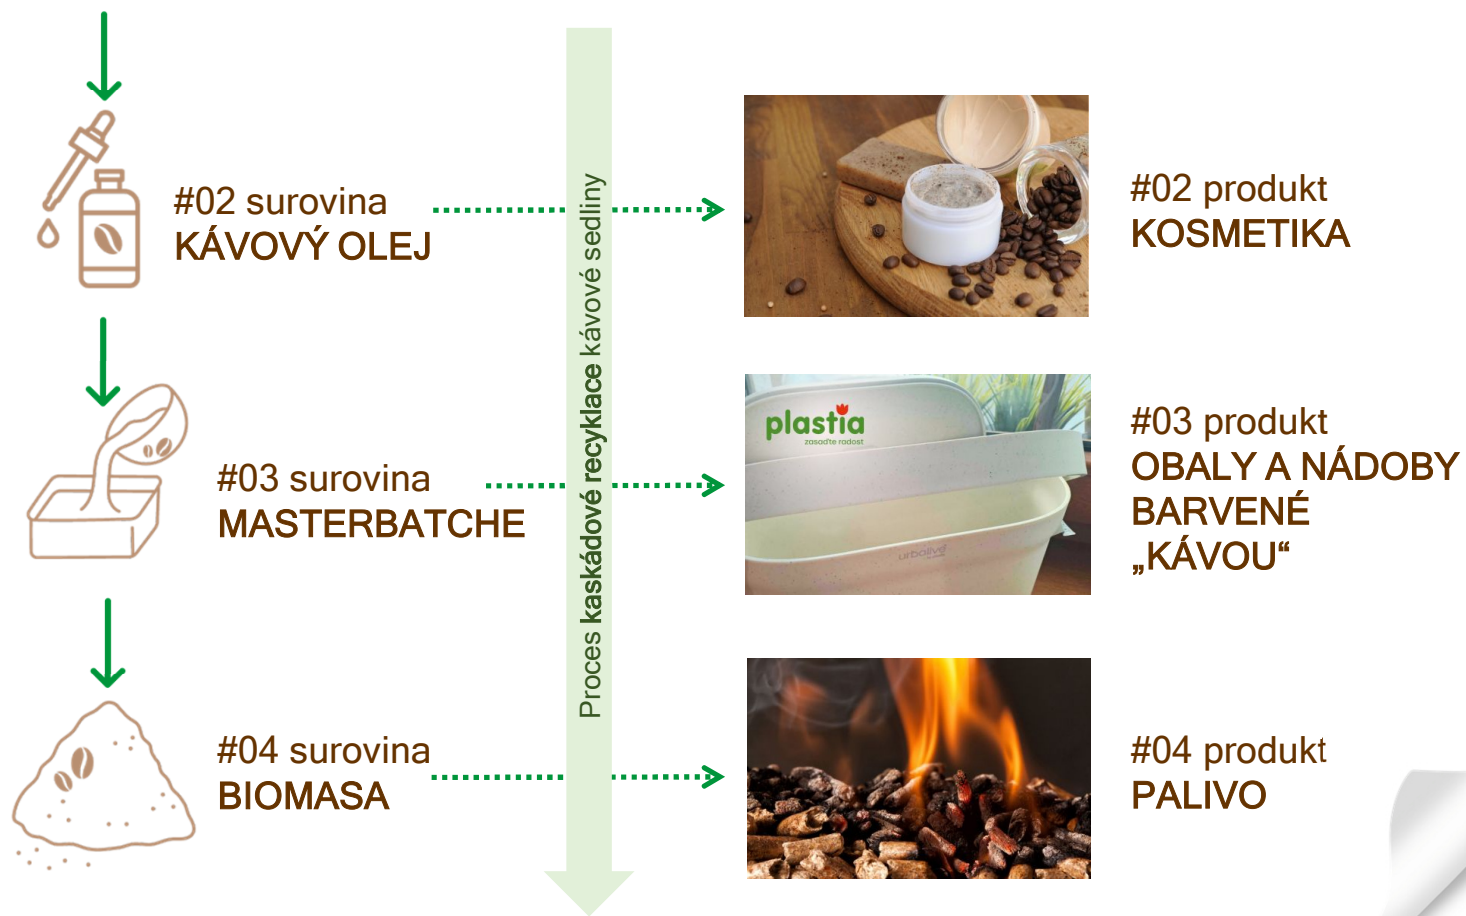 #02 surovina
KÁVOVÝ OLEJ
#02 produkt
KOSMETIKA
Proces kaskádové recyklace kávové sedliny
plastia
zasaďte radost
urbalive
#03 surovina
MASTERBATCHE
#03 produkt
OBALY A NÁDOBY
BARVENÉ
„KÁVOU“
#04 surovina
BIOMASA
#04 produkt
PALIVO